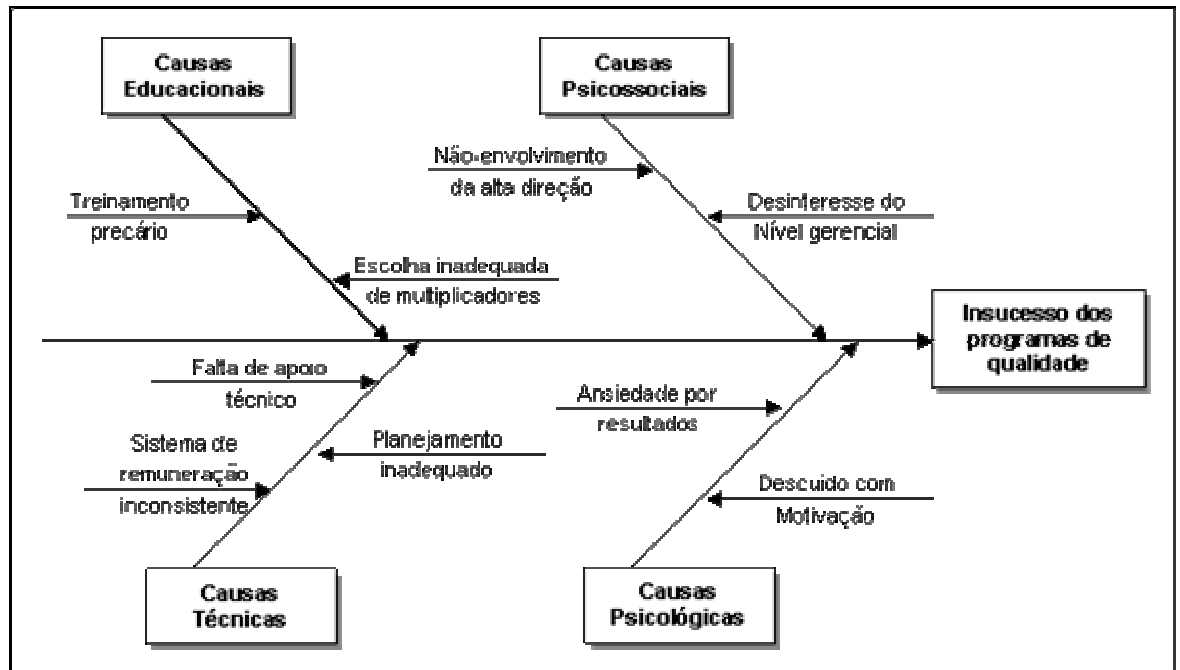 Causas
Educacionais
Causas
Psicossociais
Não-envolvimento
da alta direção
Treinamento
precário
Desinteresse do
Nível gerencial
Escolha inadequada
de multiplicadores
Insucesso dos
programas de
qualidade
Falta de apoio
técnico
Ansiedade por
resultados
Sistema de
remuneração
inconsistente
Planejamento
inadequado
Descuido com
Motivação
Causas
Técnicas
Causas
Psicológicas